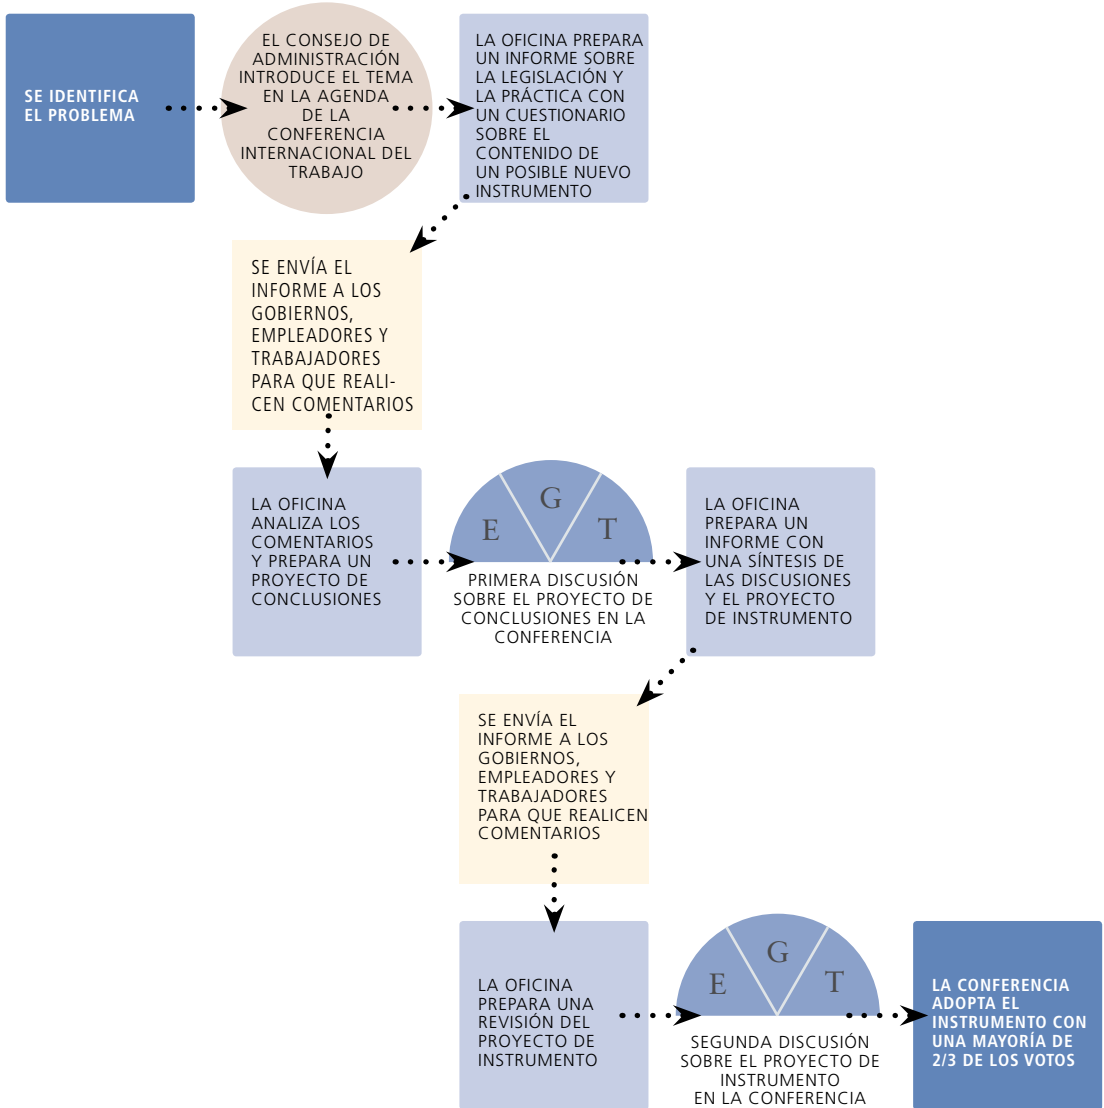 SE IDENTIFICA
EL PROBLEMA
EL CONSEJO DE
ADMINISTRACIÓN
INTRODUCE EL TEMA
EN LA AGENDA
DE LA
CONFERENCIA
INTERNACIONAL DEL
TRABAJO
LA OFICINA PREPARA
UN INFORME SOBRE
LA LEGISLACIÓN Y
LA PRÁCTICA CON
UN CUESTIONARIO
SOBRE EL
CONTENIDO DE
UN POSIBLE NUEVO
INSTRUMENTO
SE ENVÍA EL
INFORME A LOS
GOBIERNOS,
EMPLEADORES Y
TRABAJADORES
PARA QUE REALI-
CEN COMENTARIOS
LA OFICINA
ANALIZA LOS
COMENTARIOS
Y PREPARA UN
PROYECTO DE
CONCLUSIONES
E G T
PRIMERA DISCUSIÓN
SOBRE EL PROYECTO DE
CONCLUSIONES EN LA
CONFERENCIA
LA OFICINA
PREPARA UN
INFORME CON
UNA SÍNTESIS DE
LAS DISCUSIONES
Y EL PROYECTO
DE INSTRUMENTO
SE ENVÍA EL
INFORME A LOS
GOBIERNOS,
EMPLEADORES Y
TRABAJADORES
PARA QUE REALICEN
COMENTARIOS
LA OFICINA
PREPARA UNA
REVISIÓN DEL
PROYECTO DE
INSTRUMENTO
E G T
SEGUNDA DISCUSIÓN
SOBRE EL PROYECTO DE
INSTRUMENTO
EN LA CONFERENCIA
LA CONFERENCIA
ADOPTA EL
INSTRUMENTO CON
UNA MAYORÍA DE
2/3 DE LOS VOTOS